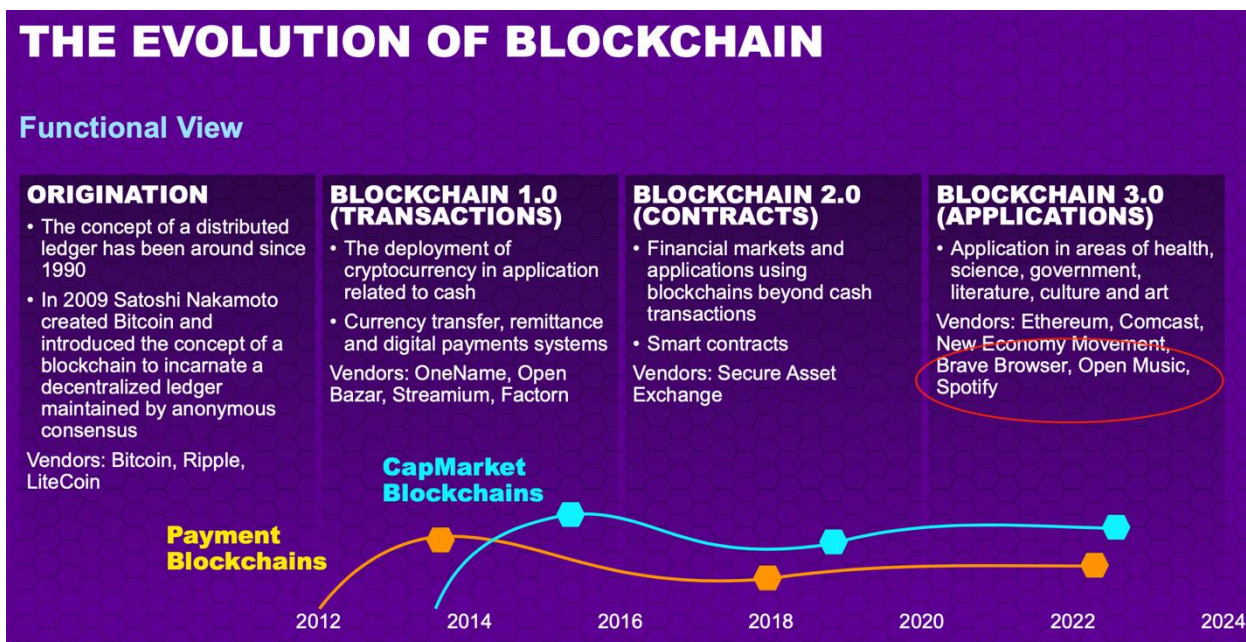 THE EVOLUTION OF BLOCKCHAIN
Functional View
ORIGINATION
• The concept of a distributed
ledger has been around since
1990
• In 2009 Satoshi Nakamoto
created Bitcoin and
introduced the concept of a
blockchain to incarnate a
decentralized ledger
maintained by anonymous
consensus
Vendors: Bitcoin, Ripple,
LiteCoin
BLOCKCHAIN 1.0
(TRANSACTIONS)
• The deployment of
cryptocurrency in application
related to cash
• Currency transfer, remittance
and digital payments systems
Vendors: OneName, Open
Bazar, Streamium, Factorn
BLOCKCHAIN 2.0
(CONTRACTS)
• Financial markets and
applications using
blockchains beyond cash
transactions
• Smart contracts
Vendors: Secure Asset
Exchange
BLOCKCHAIN 3.0
(APPLICATIONS)
• Application in areas of health,
science, government,
literature, culture and art
Vendors: Ethereum, Comcast,
New Economy Movement,
Brave Browser, Open Music,
Spotify
CapMarket
Blockchains
Payment
Blockchains
2012 2014 2016 2018 2020 2022 2024